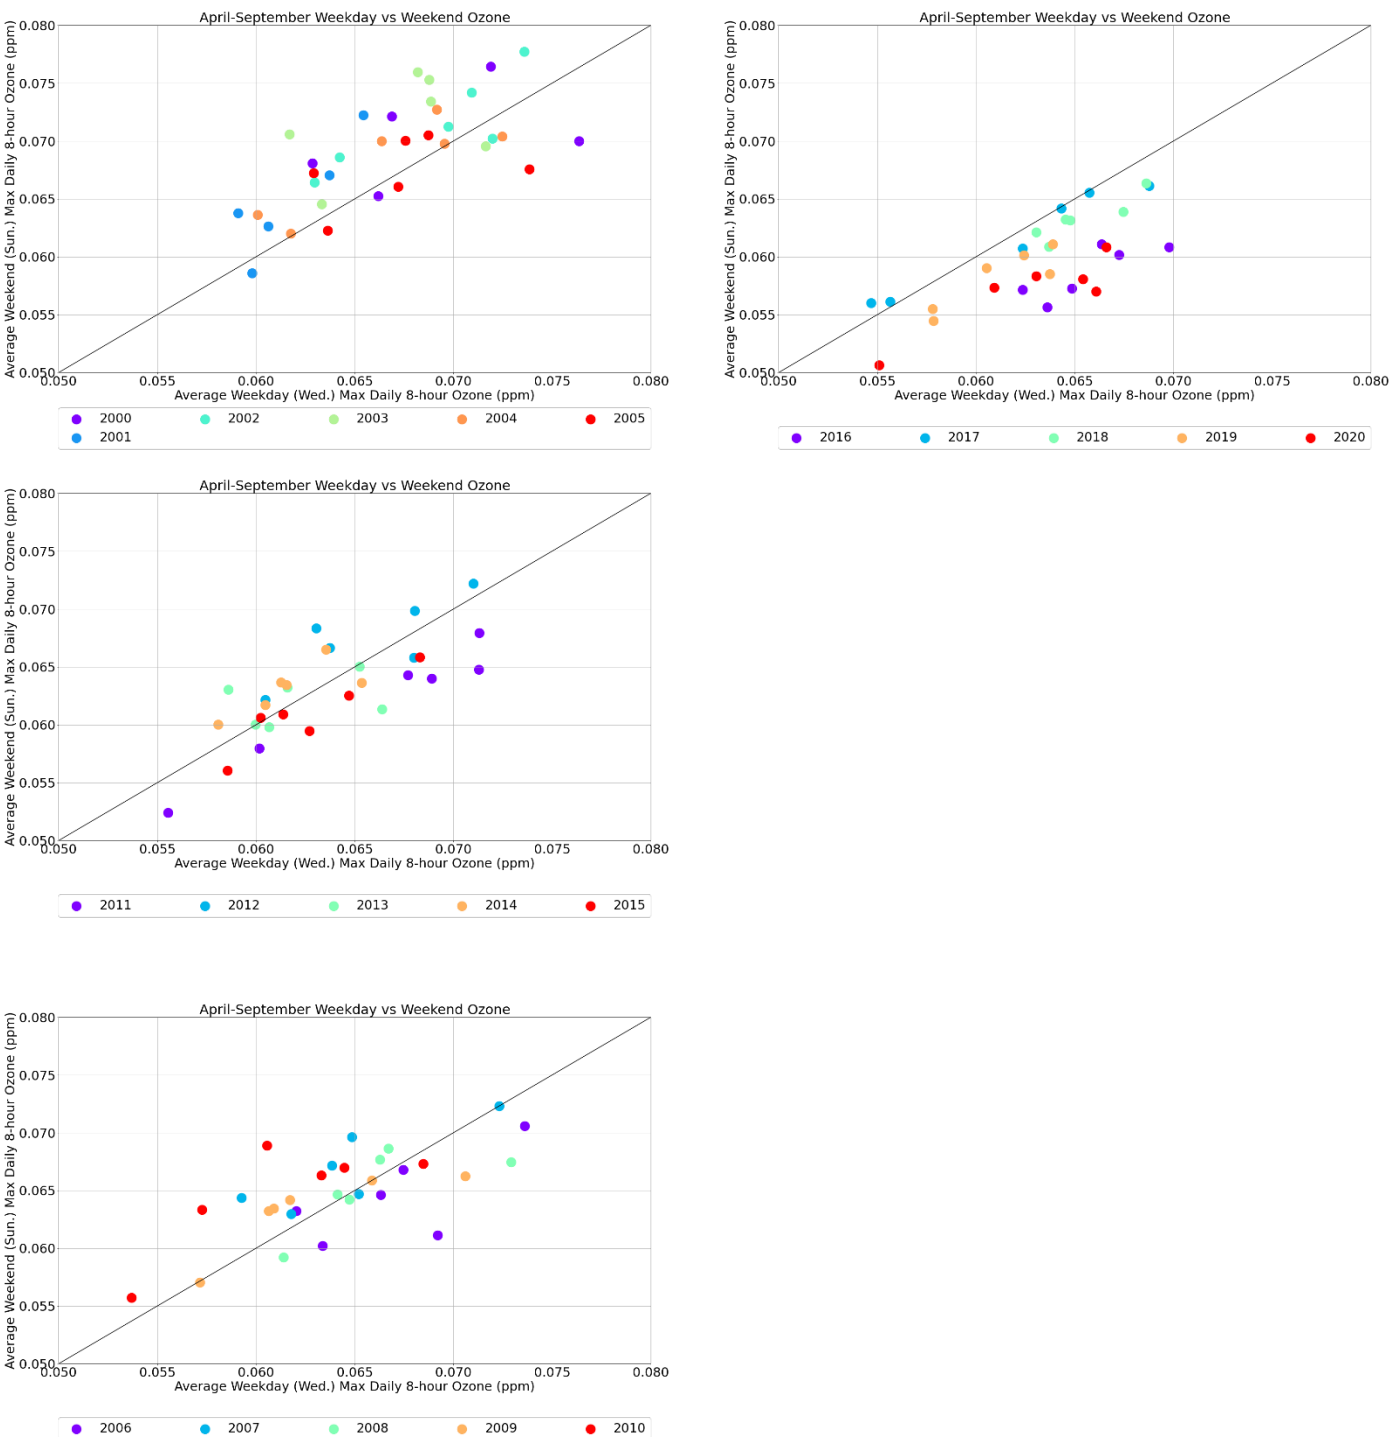 April-September Weekday vs Weekend Ozone
Average Weekend (Sun.) Max Daily 8-hour Ozone (ppm)
0.080
0.075
0.070
0.065
0.060
0.055
0.050
0.050 0.055 0.060 0.065 0.070 0.075 0.080
Average Weekday (Wed.) Max Daily 8-hour Ozone (ppm)
2000 2002 2003 2004 2005
2001
April-September Weekday vs Weekend Ozone
Average Weekend (Sun.) Max Daily 8-hour Ozone (ppm)
0.080
0.075
0.070
0.065
0.060
0.055
0.050
0.050 0.055 0.060 0.065 0.070 0.075 0.080
Average Weekday (Wed.) Max Daily 8-hour Ozone (ppm)
2016 2017 2018 2019 2020
April-September Weekday vs Weekend Ozone
Average Weekend (Sun.) Max Daily 8-hour Ozone (ppm)
0.080
0.075
0.070
0.065
0.060
0.055
0.050
0.050 0.055 0.060 0.065 0.070 0.075 0.080
Average Weekday (Wed.) Max Daily 8-hour Ozone (ppm)
2011 2012 2013 2014 2015
April-September Weekday vs Weekend Ozone
Average Weekend (Sun.) Max Daily 8-hour Ozone (ppm)
0.080
0.075
0.070
0.065
0.060
0.055
0.050
0.050 0.055 0.060 0.065 0.070 0.075 0.080
Average Weekday (Wed.) Max Daily 8-hour Ozone (ppm)
2006 2007 2008 2009 2010